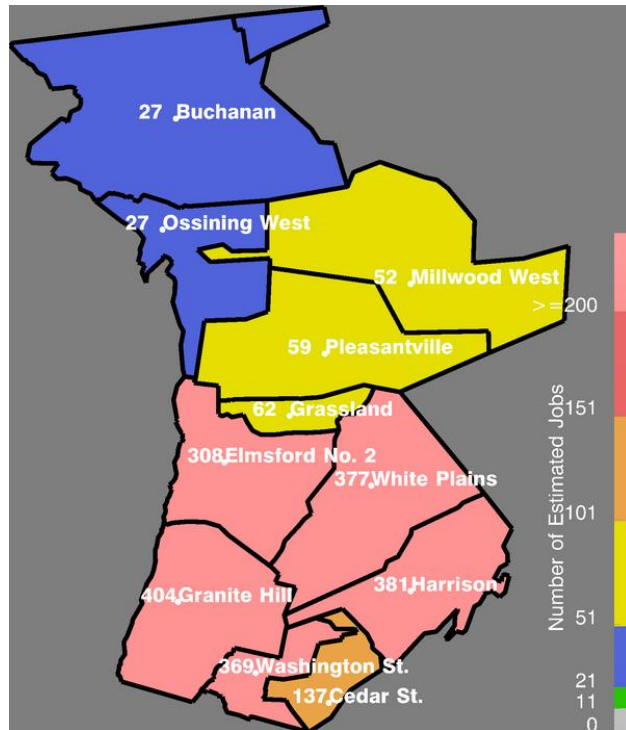 27 Buchanan
27 Ossining West
52 Millwood West
59 Pleasantville
62 Grassland
308 Elmsford No. 2
377 White Plains
381 Harrison
404 Granite Hill
369 Washington St.
137 Cedar St.
Number of Estimated Jobs
>=200
151
101
51
21
11
0